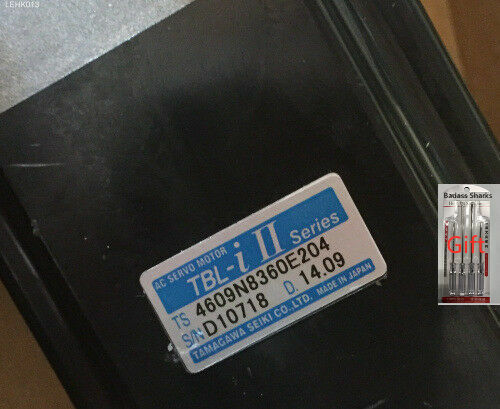 LEHK013
AC SERVO MOTOR
TBL-i II Series
TS 4609N8360E204
S/N D10718 D. 14.09
TAMAGAWA SEIKI CO.,LTD. MADE IN JAPAN
Badass Sharks
Gift